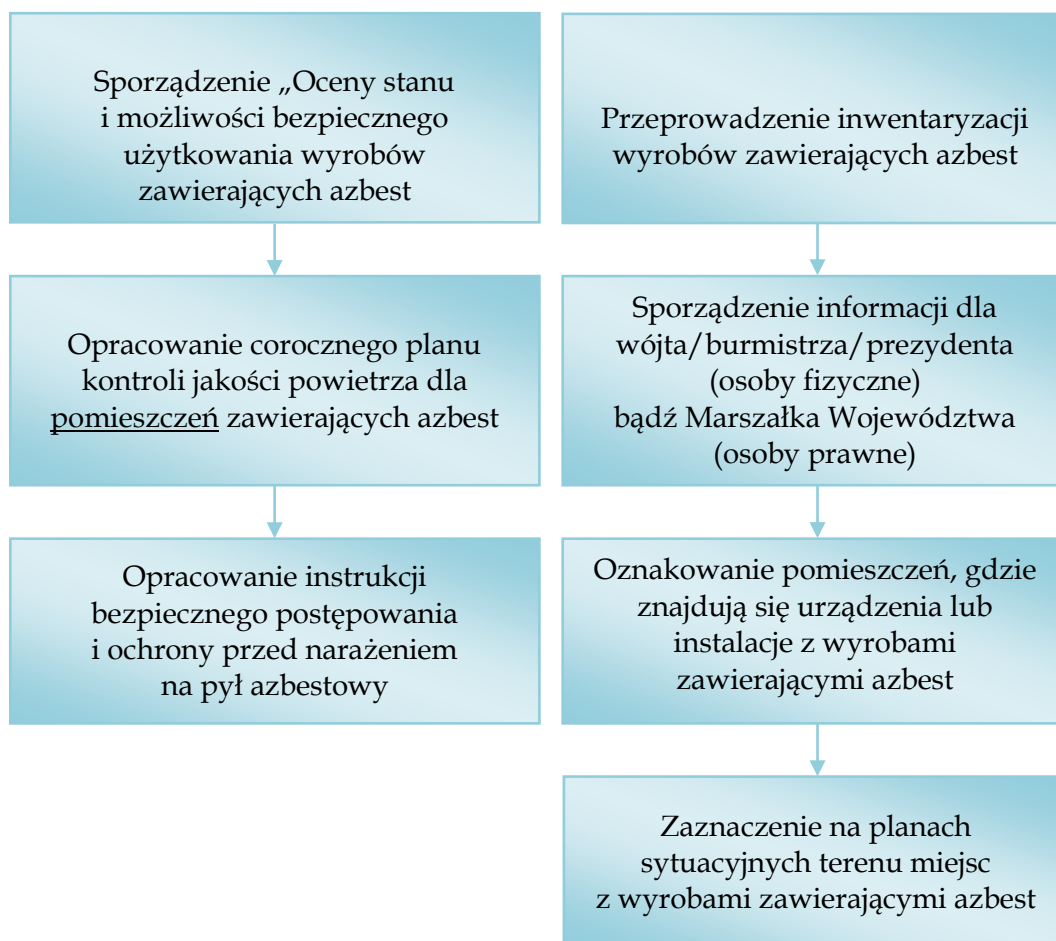 Sporządzenie „Oceny stanu
i możliwości bezpiecznego
użytkowania wyrobów
zawierających azbest
Opracowanie corocznego planu
kontroli jakości powietrza dla
pomieszczeń zawierających azbest
Opracowanie instrukcji
bezpiecznego postępowania
i ochrony przed narażeniem
na pył azbestowy
Przeprowadzenie inwentaryzacji
wyrobów zawierających azbest
Sporządzenie informacji dla
wójta/burmistrza/prezydenta
(osoby fizyczne)
bądź Marszałka Województwa
(osoby prawne)
Oznakowanie pomieszczeń, gdzie
znajdują się urządzenia lub
instalacje z wyrobami
zawierającymi azbest
Zaznaczenie na planach
sytuacyjnych terenu miejsc
z wyrobami zawierającymi azbest